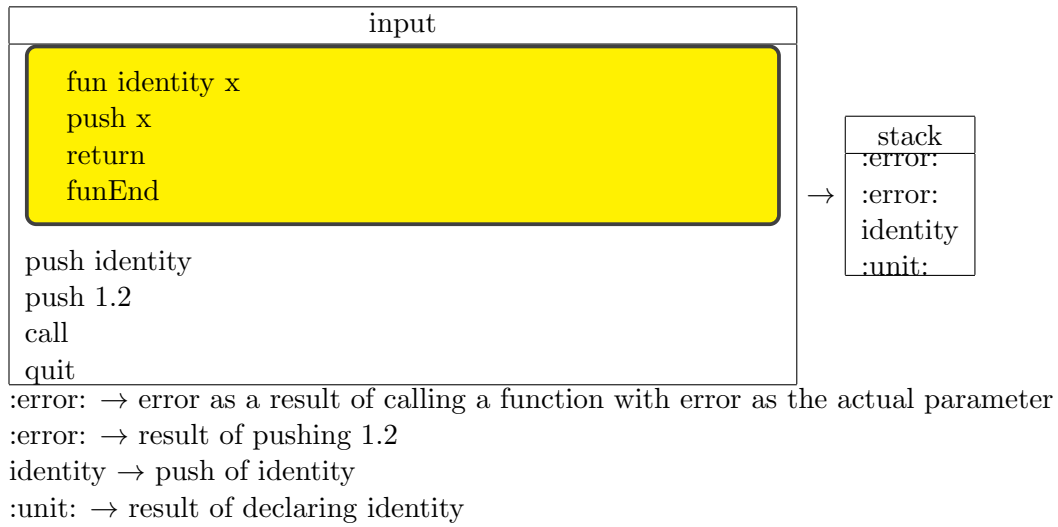 input
fun identity x
push x
return
funEnd
push identity
push 1.2
call
quit
→
stack
:error:
:error:
identity
:unit:
:error: → error as a result of calling a function with error as the actual parameter
:error: → result of pushing 1.2
identity → push of identity
:unit: → result of declaring identity